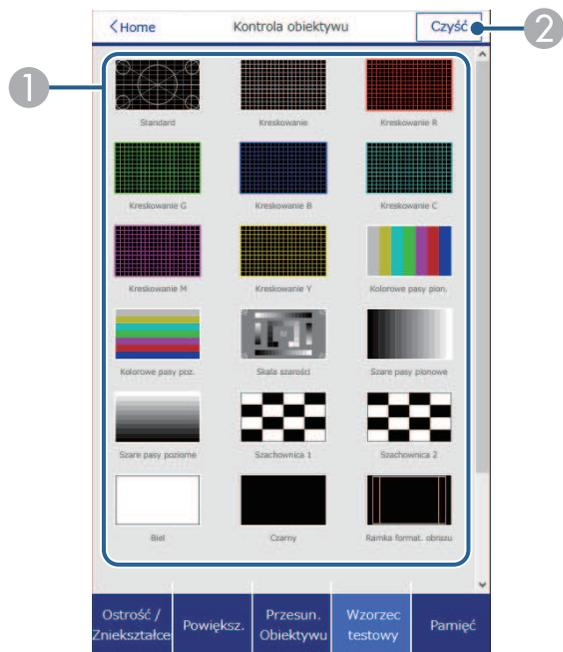 Home
Kontrola obiektywu
Czyść
2
1
Standard
Kreskowanie
Kreskowanie R
Kreskowanie G
Kreskowanie B
Kreskowanie C
Kreskowanie M
Kreskowanie Y
Kolorowe pasy pion.
Kolorowe pasy poz.
Skala szarości
Szare pasy pionowe
Szare pasy poziome
Szachownica 1
Szachownica 2
Biel
Czarny
Ramka format. obrazu
Ostrość /
Zniekształce
Powiększ.
Przesun.
Obiektywu
Wzorzec
testowy
Pamięć